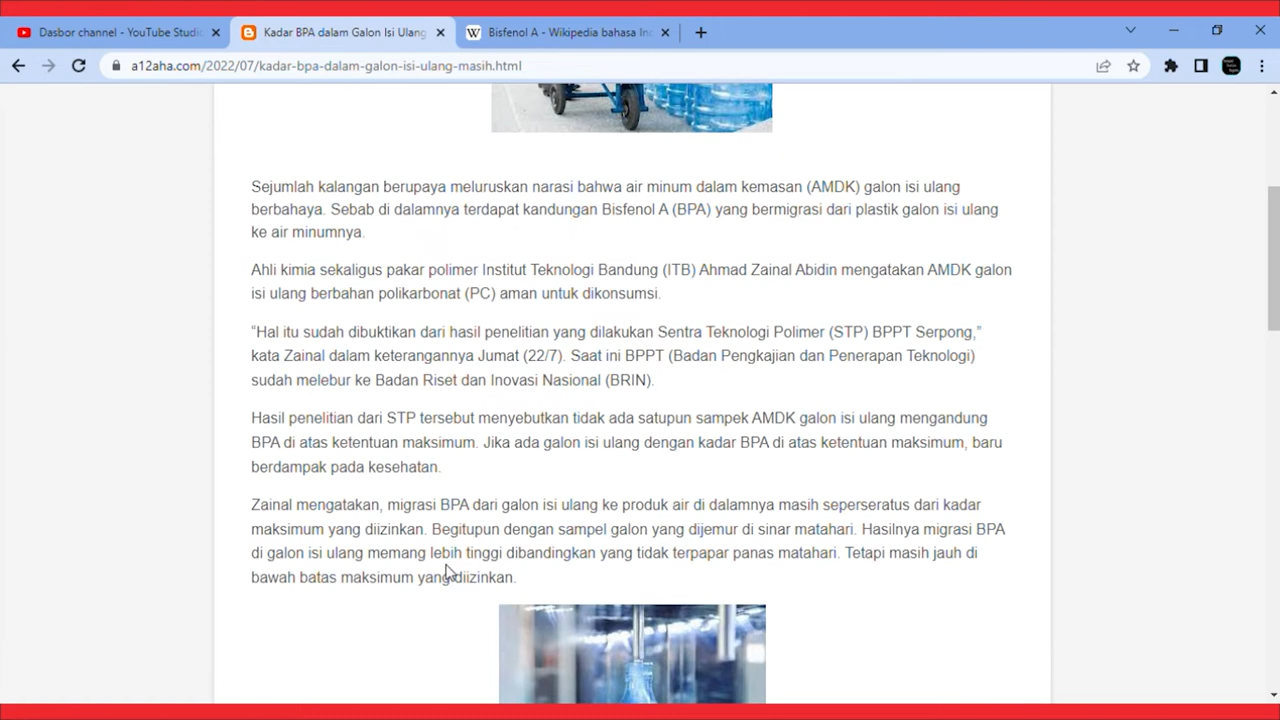 Dasbor channel - YouTube Studio
Kadar BPA dalam Galon Isi Ulang
Bisfenol A - Wikipedia bahasa Ind
a12aha.com/2022/07/kadar-bpa-dalam-galon-isi-ulang-masih.html
Sejumlah kalangan berupaya meluruskan narasi bahwa air minum dalam kemasan (AMDK) galon isi ulang
berbahaya. Sebab di dalamnya terdapat kandungan Bisfenol A (BPA) yang bermigrasi dari plastik galon isi ulang
ke air minumnya.
Ahli kimia sekaligus pakar polimer Institut Teknologi Bandung (ITB) Ahmad Zainal Abidin mengatakan AMDK galon
isi ulang berbahan polikarbonat (PC) aman untuk dikonsumsi.
“Hal itu sudah dibuktikan dari hasil penelitian yang dilakukan Sentra Teknologi Polimer (STP) BPPT Serpong,”
kata Zainal dalam keterangannya Jumat (22/7). Saat ini BPPT (Badan Pengkajian dan Penerapan Teknologi)
sudah melebur ke Badan Riset dan Inovasi Nasional (BRIN).
Hasil penelitian dari STP tersebut menyebutkan tidak ada satupun sampek AMDK galon isi ulang mengandung
BPA di atas ketentuan maksimum. Jika ada galon isi ulang dengan kadar BPA di atas ketentuan maksimum, baru
berdampak pada kesehatan.
Zainal mengatakan, migrasi BPA dari galon isi ulang ke produk air di dalamnya masih seperseratus dari kadar
maksimum yang diizinkan. Begitupun dengan sampel galon yang dijemur di sinar matahari. Hasilnya migrasi BPA
di galon isi ulang memang lebih tinggi dibandingkan yang tidak terpapar panas matahari. Tetapi masih jauh di
bawah batas maksimum yang diizinkan.